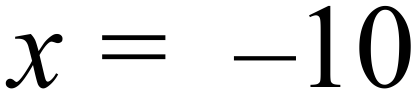 x = −10